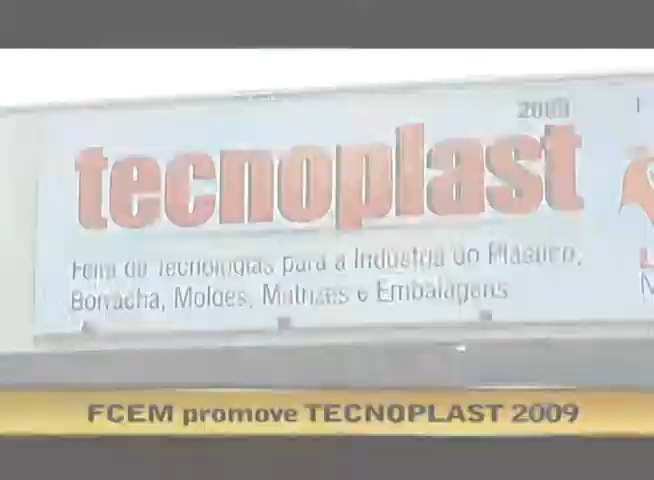 2009
tecnoplast
Feira de Tecnologias para a Indústria do Plástico,
Borracha, Moldes, Matrizes e Embalagens
FCEM promove TECNOPLAST 2009